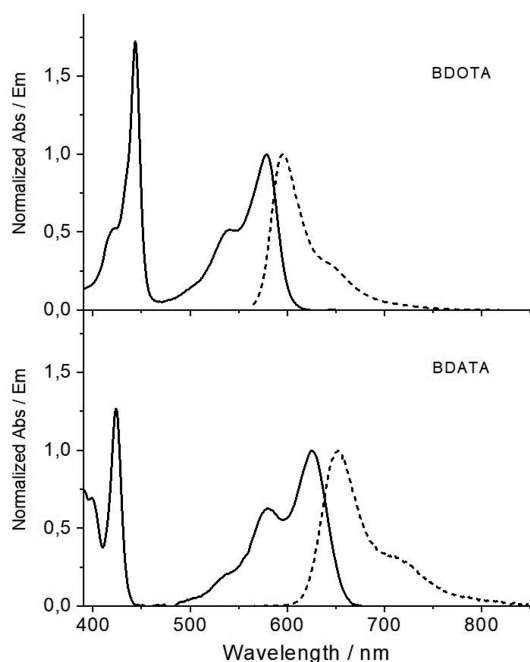 Normalized Abs / Em
1,5
1,0
0,5
0,0
BDOTA
Normalized Abs / Em
1,5
1,0
0,5
0,0
BDATA
400 500 600 700 800
Wavelength / nm